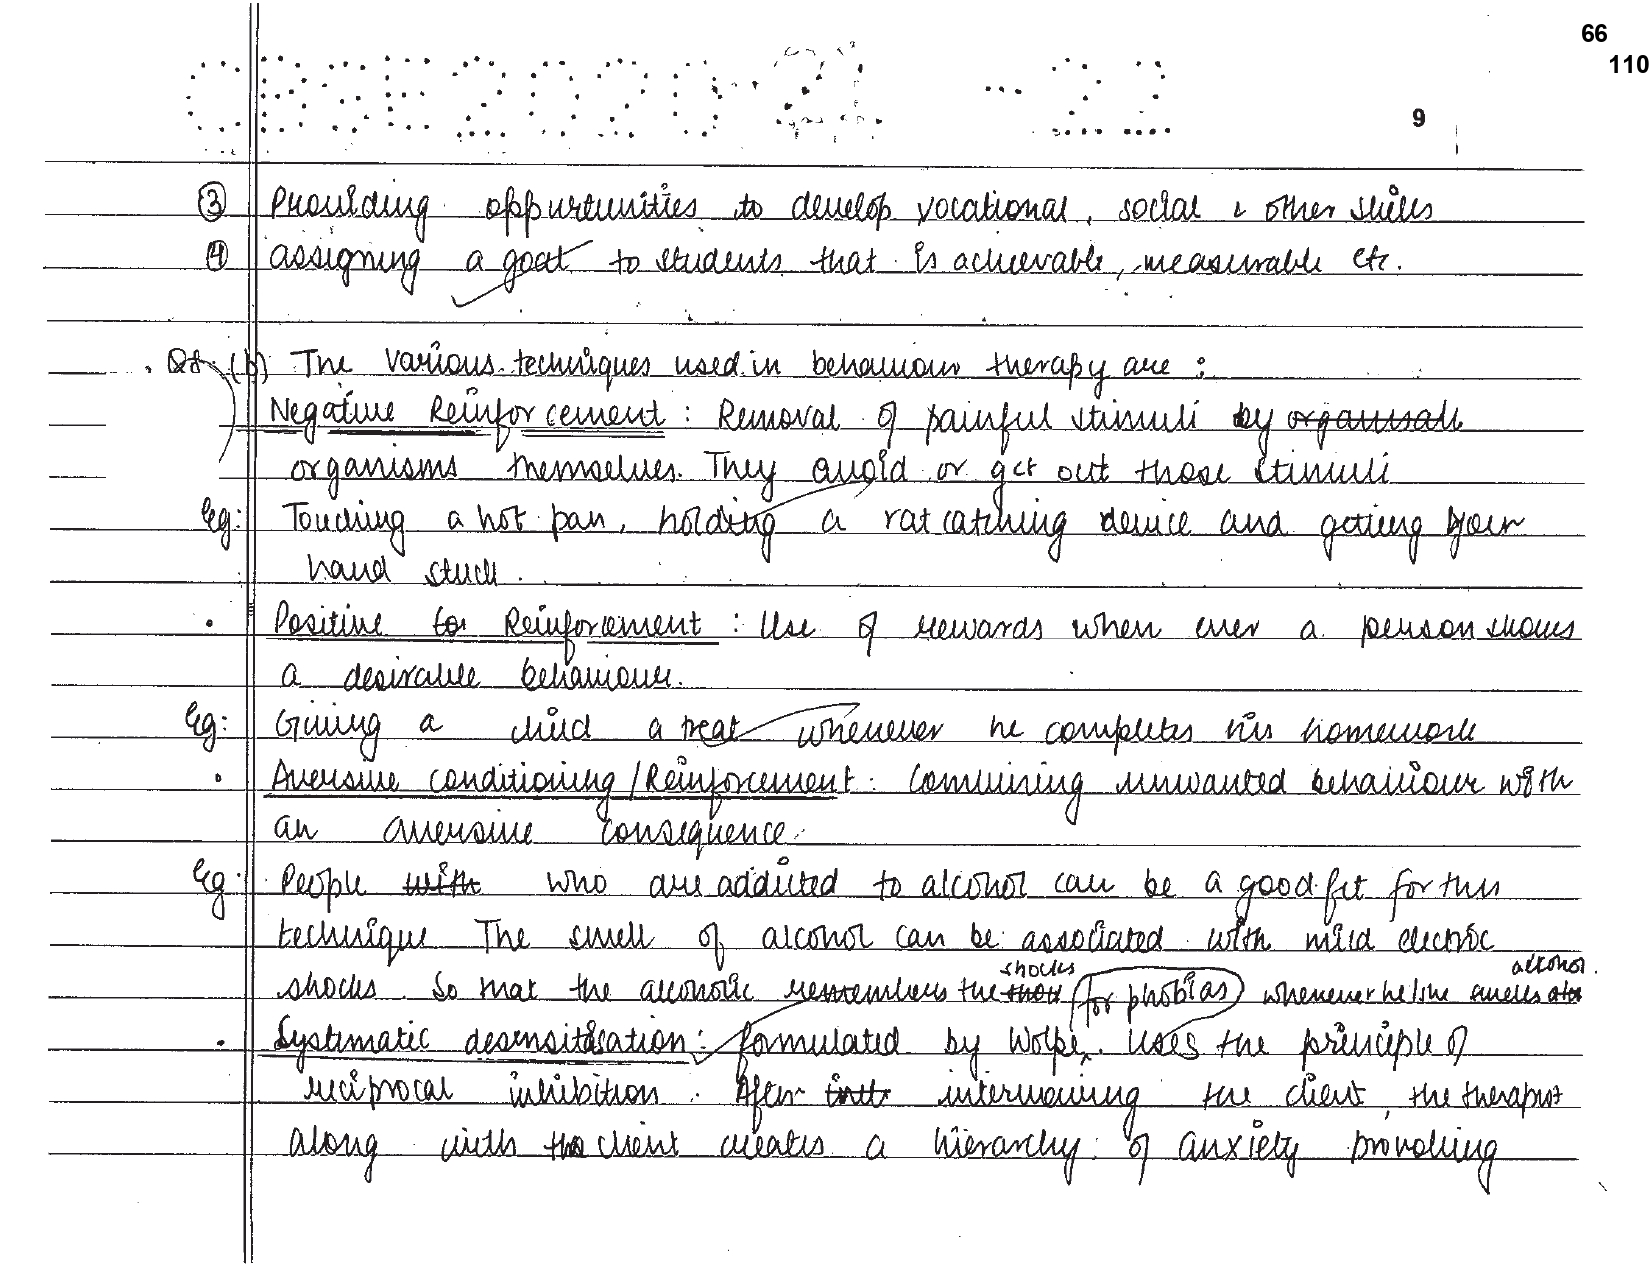 66
110
CBSE 2020-21 -22
9
③ Providing oppurtunities to develop vocational, social & other skills
④ assigning a goal to students that is achievable, measurable etc.
(b) The various techniques used in behaviour therapy are :
Negative Reinforcement : Removal of painful stimuli by
organisms themselves. They avoid or get out those stimuli
Eg: Touching a hot pan, holding a rat catching device and getting your
hand stuck.
• Positive Reinforcement : Use of rewards when ever a person shows
a desirable behaviour.
Eg: Giving a child a treat whenever he completes his homework
• Aversive conditioning / Reinforcement : Combining unwanted behaviour with
an aversive consequence.
Eg: People with who are addicted to alcohol can be a good fit for this
technique The smell of alcohol can be associated with mild electric
shocks. So that the alcoholic remembers the shocks (for phobias) whenever he/she smells alcohol.
• Systematic desensitisation : formulated by Wolpe. Uses the principle of
reciprocal inhibition. After interviewing the client, the therapist
along with the client creates a hierarchy of anxiety provoking